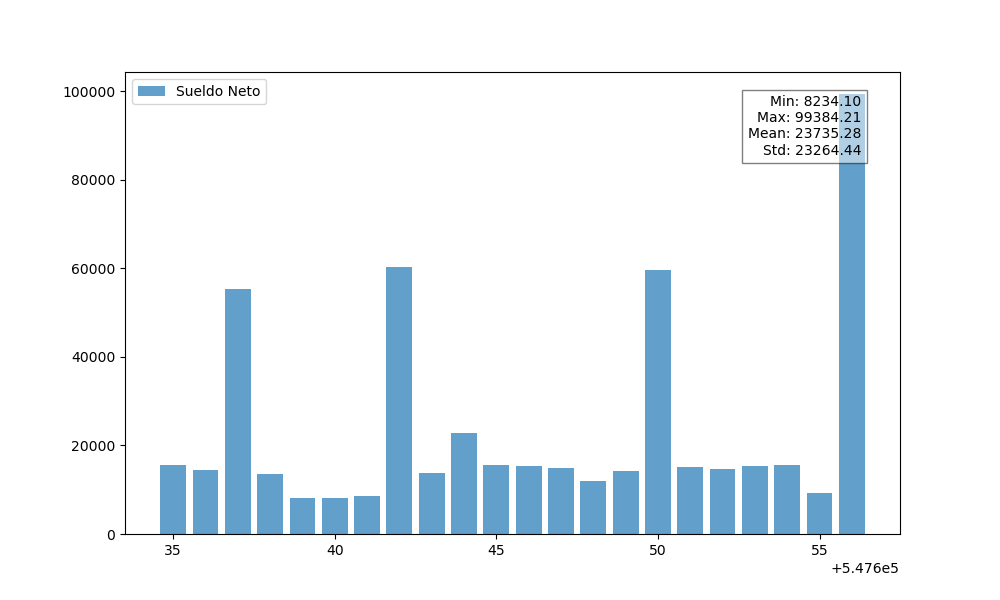 Sueldo Neto
Min: 8234.10
Max: 99384.21
Mean: 23735.28
Std: 23264.44
100000
80000
60000
40000
20000
0
35 40 45 50 55
+5.476e5